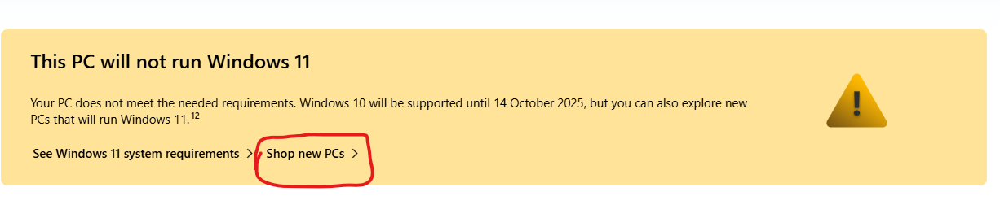 This PC will not run Windows 11
Your PC does not meet the needed requirements. Windows 10 will be supported until 14 October 2025, but you can also explore new
PCs that will run Windows 11.12
See Windows 11 system requirements >
Shop new PCs >